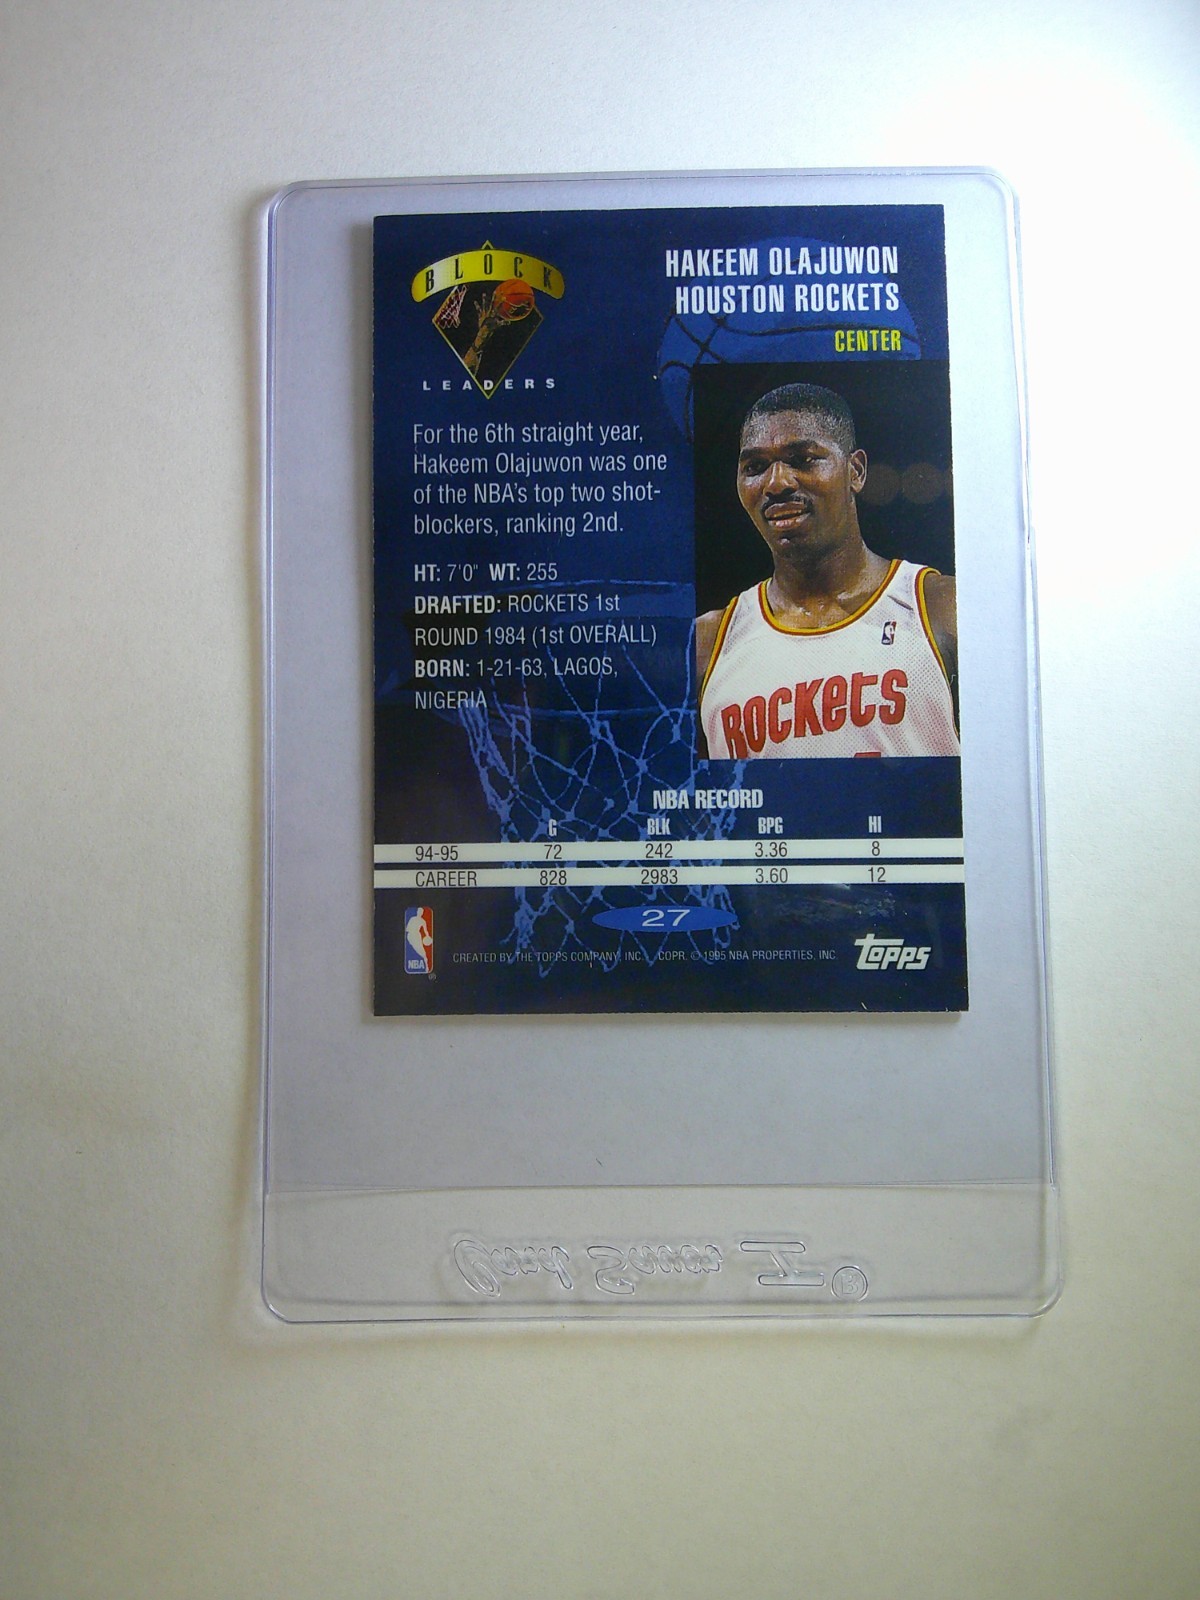 BLOCK
LEADERS
HAKEEM OLAJUWON
HOUSTON ROCKETS
CENTER
For the 6th straight year,
Hakeem Olajuwon was one
of the NBA's top two shot-
blockers, ranking 2nd.
HT: 7'0" WT: 255
DRAFTED: ROCKETS 1st
ROUND 1984 (1st OVERALL)
BORN: 1-21-63, LAGOS,
NIGERIA
ROCKETS
NBA RECORD
G BLK BPG HI
94-95 72 242 3.36 8
CAREER 828 2983 3.60 12
27
NBA
®
CREATED BY THE TOPPS COMPANY, INC. COPR. © 1995 NBA PROPERTIES, INC.
TOPPS
Card Saver I ®